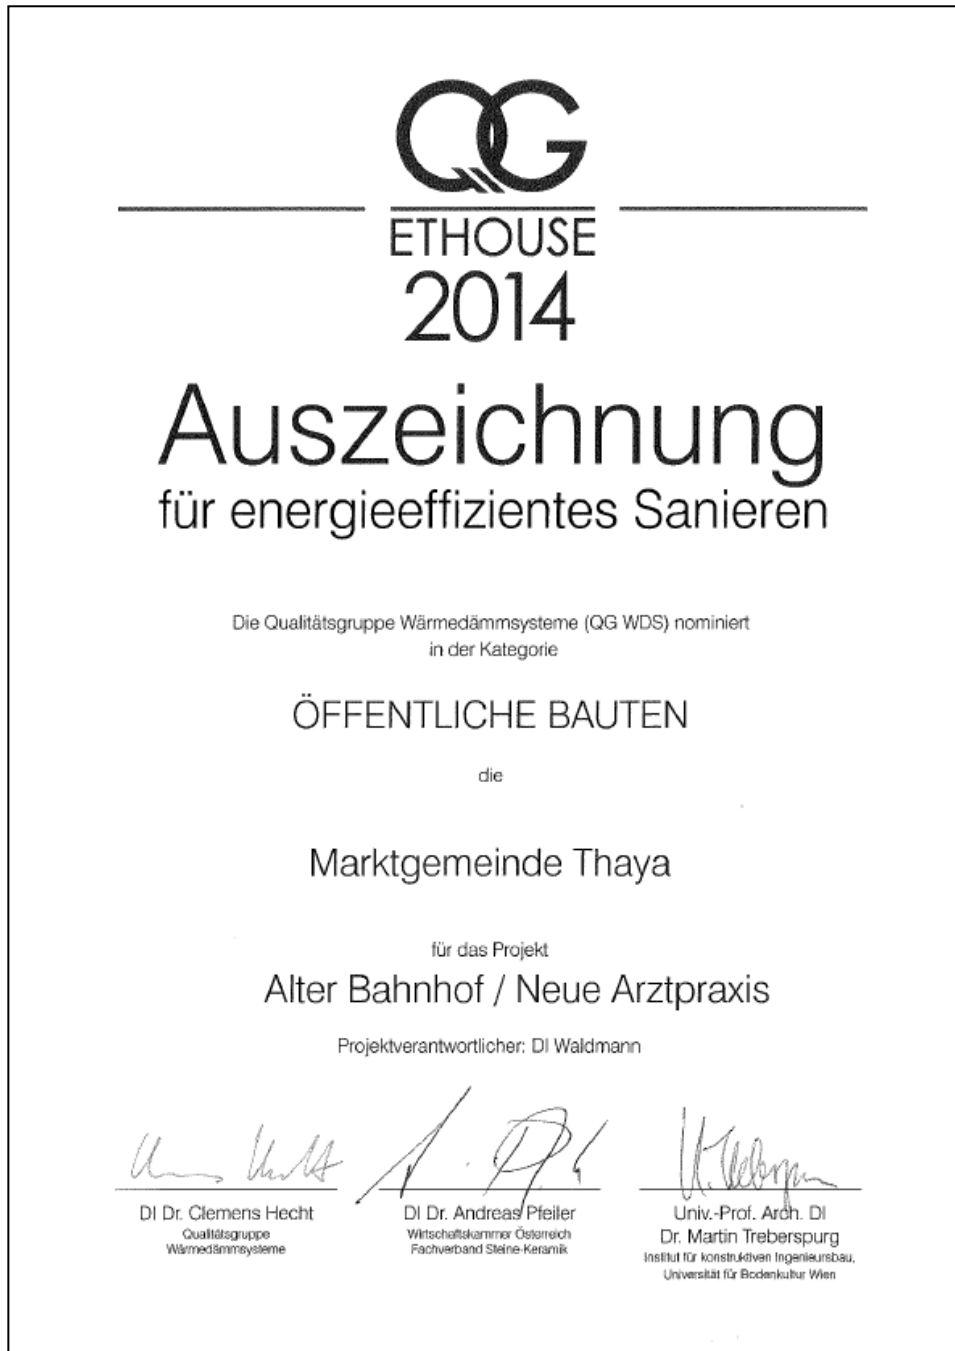 QG
ETHOUSE
2014
Auszeichnung
für energieeffizientes Sanieren
Die Qualitätsgruppe Wärmedämmsysteme (QG WDS) nominiert
in der Kategorie
ÖFFENTLICHE BAUTEN
die
Marktgemeinde Thaya
für das Projekt
Alter Bahnhof / Neue Arztpraxis
Projektverantwortlicher: DI Waldmann
DI Dr. Clemens Hecht
Qualitätsgruppe
Wärmedämmsysteme
DI Dr. Andreas Pfeiler
Wirtschaftskammer Österreich
Fachverband Steine-Keramik
Univ.-Prof. Arch. DI
Dr. Martin Treberspurg
Institut für konstruktiven Ingenieursbau,
Universität für Bodenkultur Wien